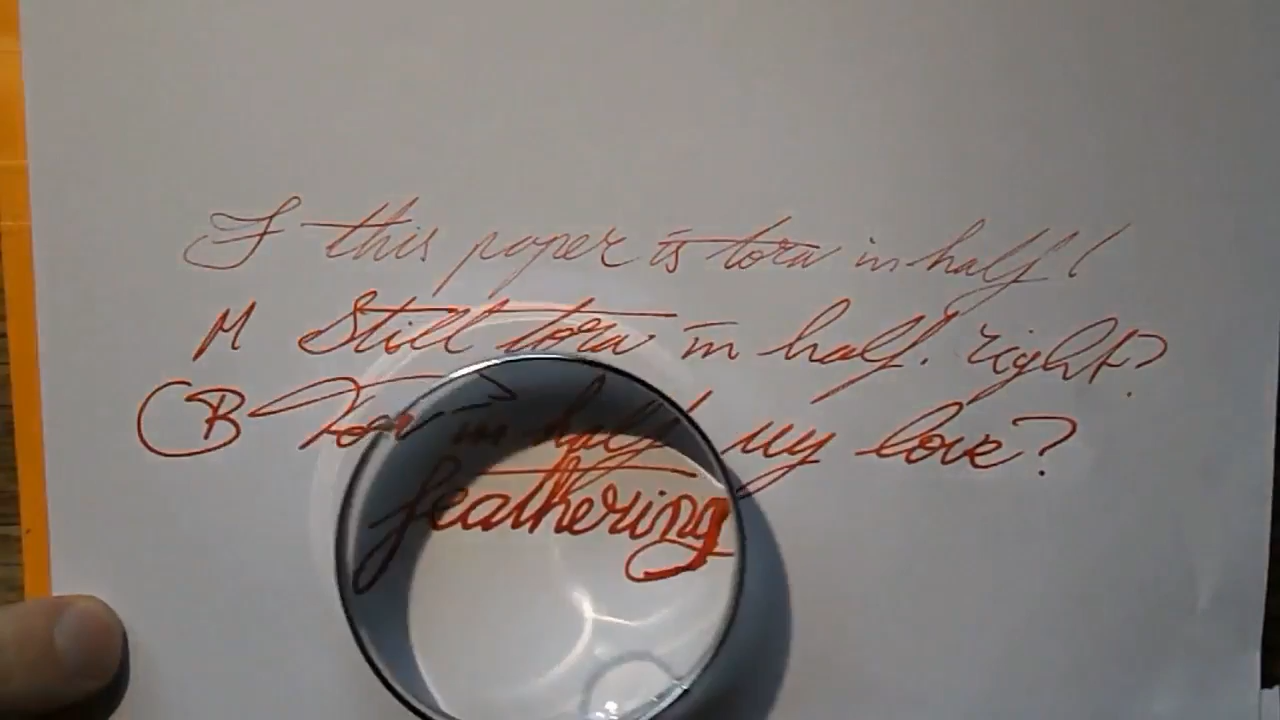 F this paper is torn in half!
M Still torn in half. right?
B Torn in half my love?
feathering